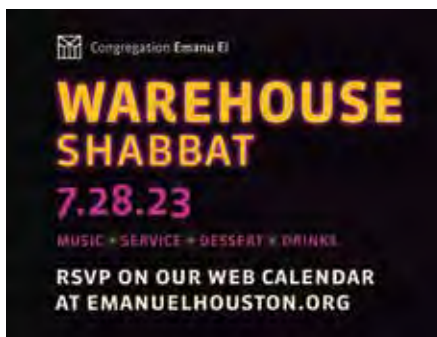 Congregation Emanu El
WAREHOUSE
SHABBAT
7.28.23
MUSIC + SERVICE + DESSERT + DRINKS
RSVP ON OUR WEB CALENDAR
AT EMANUELHOUSTON.ORG